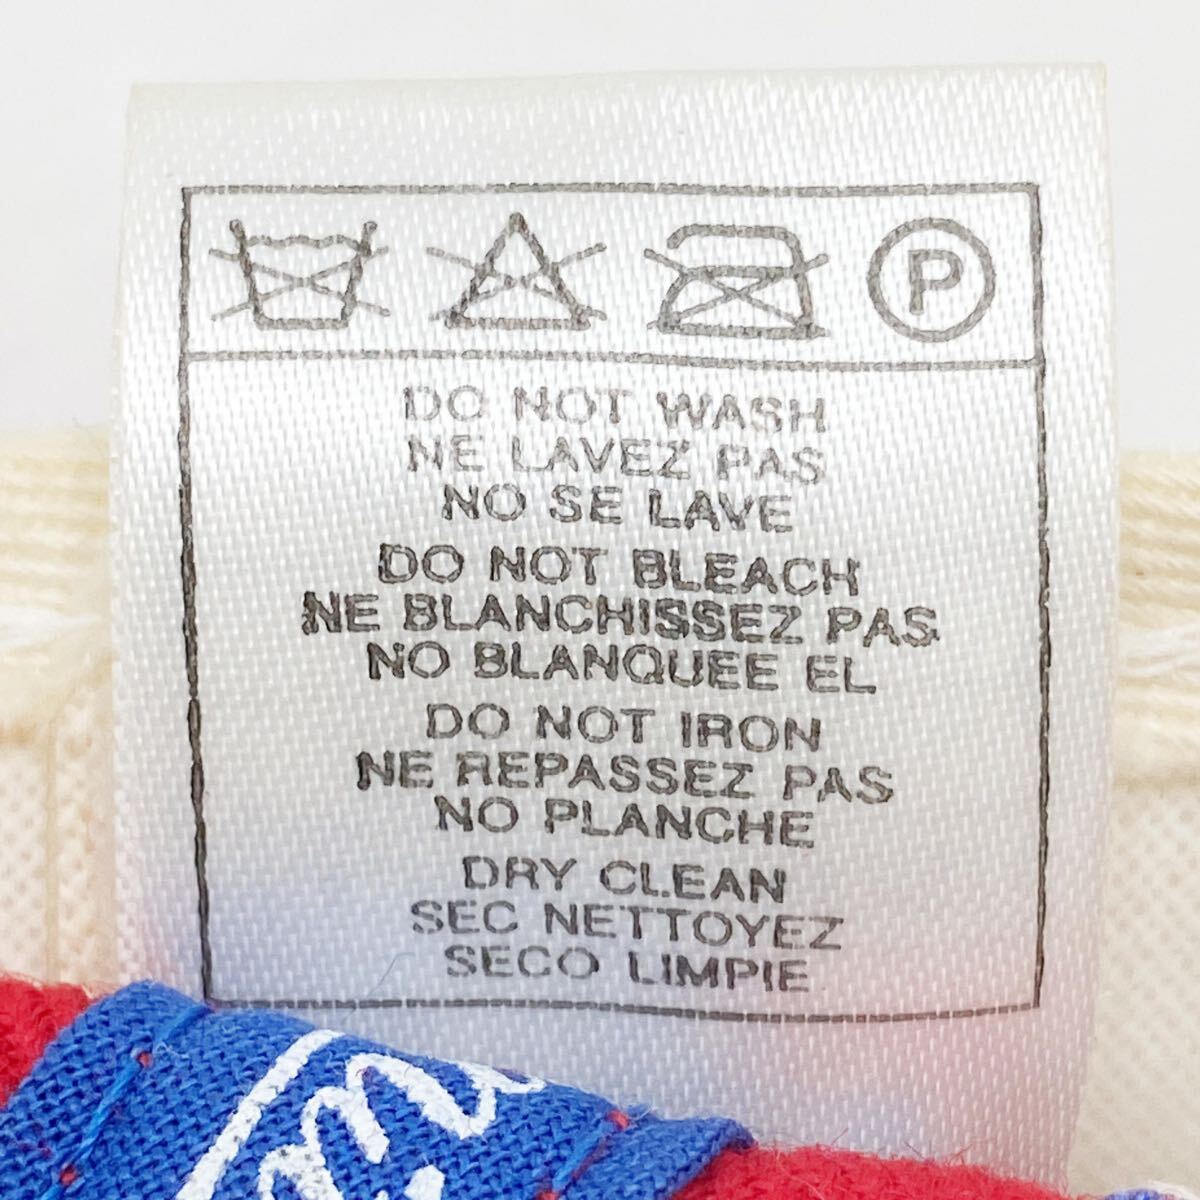 P
DO NOT WASH
NE LAVEZ PAS
NO SE LAVE
DO NOT BLEACH
NE BLANCHISSEZ PAS
NO BLANQUEE EL
DO NOT IRON
NE REPASSEZ PAS
NO PLANCHE
DRY CLEAN
SEC NETTOYEZ
SECO LIMPIE